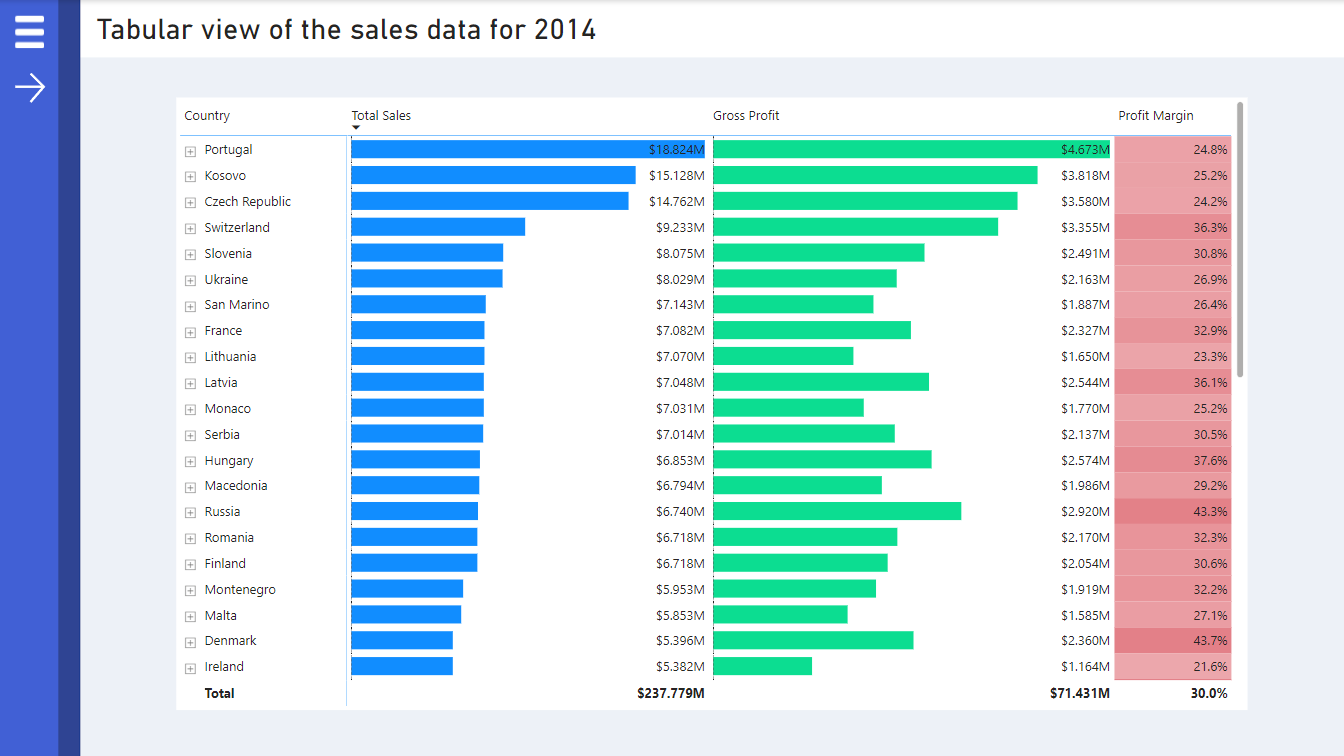 Tabular view of the sales data for 2014
Country Total Sales Gross Profit Profit Margin
Portugal $18.824M $4.673M 24.8%
Kosovo $15.128M $3.818M 25.2%
Czech Republic $14.762M $3.580M 24.2%
Switzerland $9.233M $3.355M 36.3%
Slovenia $8.075M $2.491M 30.8%
Ukraine $8.029M $2.163M 26.9%
San Marino $7.143M $1.887M 26.4%
France $7.082M $2.327M 32.9%
Lithuania $7.070M $1.650M 23.3%
Latvia $7.048M $2.544M 36.1%
Monaco $7.031M $1.770M 25.2%
Serbia $7.014M $2.137M 30.5%
Hungary $6.853M $2.574M 37.6%
Macedonia $6.794M $1.986M 29.2%
Russia $6.740M $2.920M 43.3%
Romania $6.718M $2.170M 32.3%
Finland $6.718M $2.054M 30.6%
Montenegro $5.953M $1.919M 32.2%
Malta $5.853M $1.585M 27.1%
Denmark $5.396M $2.360M 43.7%
Ireland $5.382M $1.164M 21.6%
Total $237.779M $71.431M 30.0%